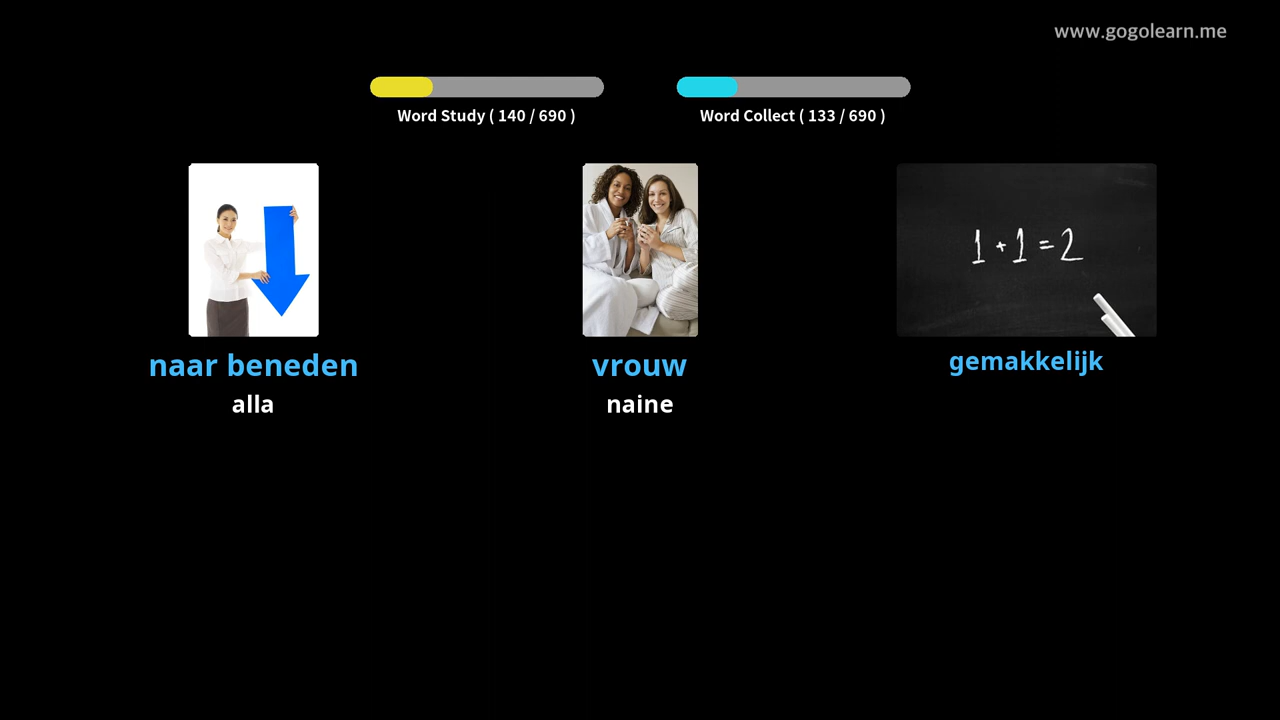 www.gogolearn.me
Word Study ( 140 / 690 )
Word Collect ( 133 / 690 )
1 + 1 = 2
naar beneden
vrouw
gemakkelijk
alla
naine